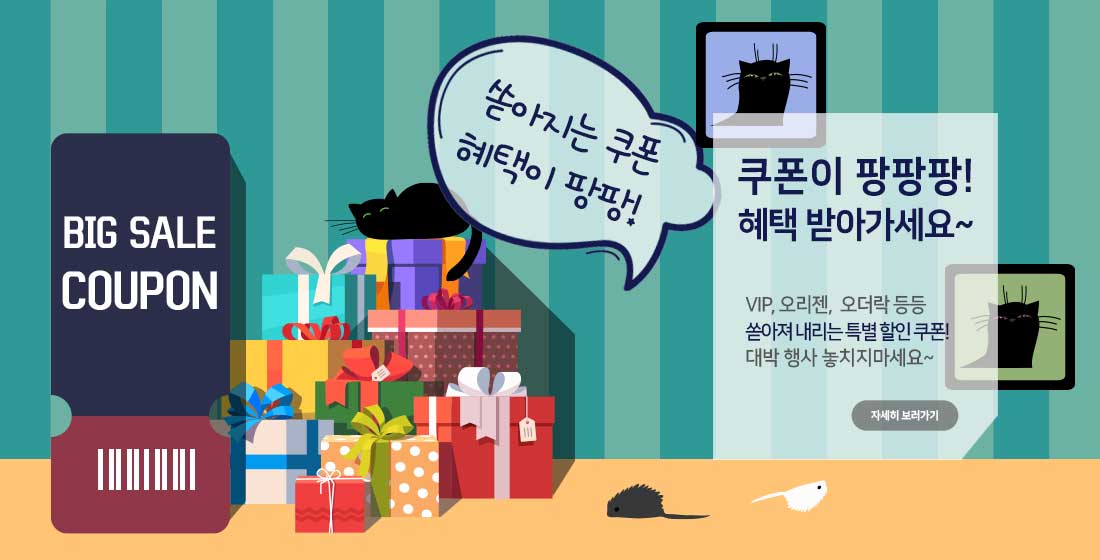 BIG SALE
COUPON
쏟아지는 쿠폰
혜택이 팡팡!
쿠폰이 팡팡팡!
혜택 받아가세요~
VIP, 오리젠, 오더락 등등
쏟아져 내리는 특별 할인 쿠폰!
대박 행사 놓치지마세요~
자세히 보러가기